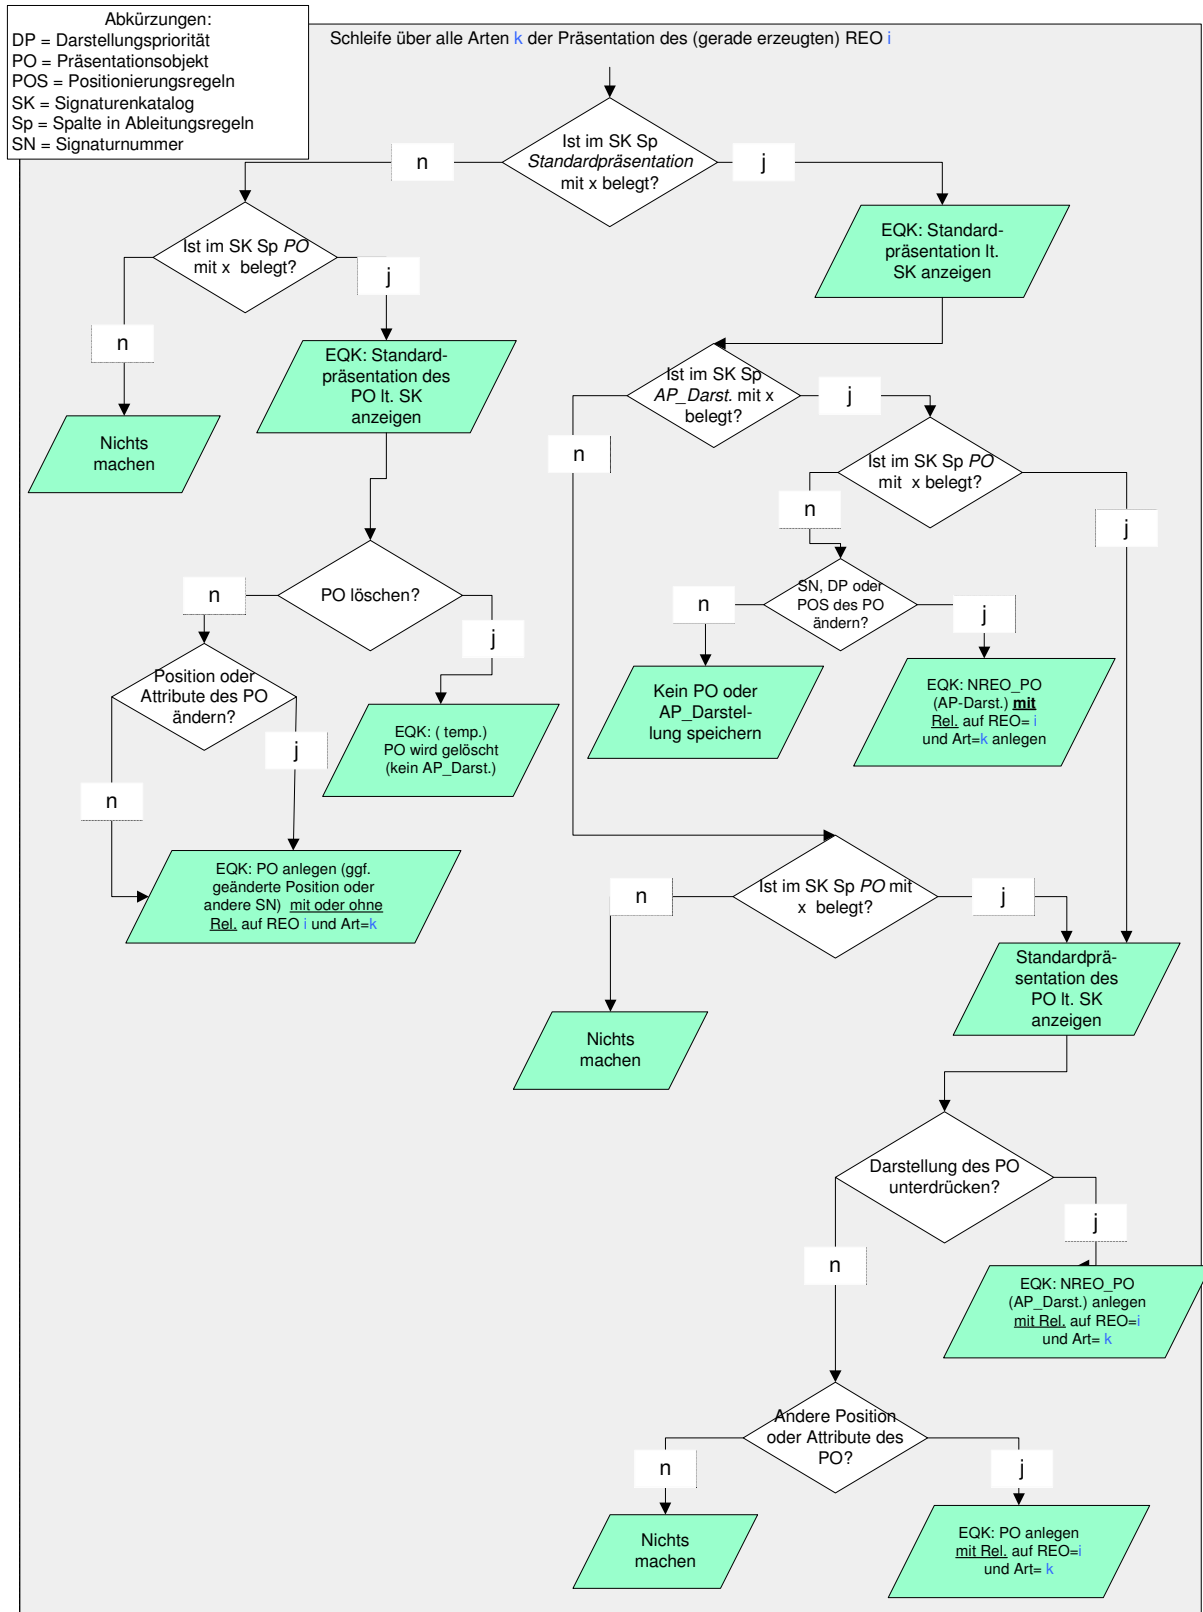 Abkürzungen:
DP = Darstellungspriorität
PO = Präsentationsobjekt
POS = Positionierungsregeln
SK = Signaturenkatalog
Sp = Spalte in Ableitungsregeln
SN = Signaturnummer
Schleife über alle Arten k der Präsentation des (gerade erzeugten) REO i
Ist im SK Sp
Standardpräsentation
mit x belegt?
n
j
Ist im SK Sp PO
mit x belegt?
n
j
EQK: Standard-
präsentation lt.
SK anzeigen
Nichts
machen
EQK: Standard-
präsentation des
PO lt. SK
anzeigen
Ist im SK Sp
AP_Darst. mit x
belegt?
n
j
Ist im SK Sp PO
mit x belegt?
n
j
PO löschen?
n
j
SN, DP oder
POS des PO
ändern?
n
j
Position oder
Attribute des PO
ändern?
n
j
EQK: ( temp.)
PO wird gelöscht
(kein AP_Darst.)
Kein PO oder
AP_Darstel-
lung speichern
EQK: NREO_PO
(AP-Darst.) mit
Rel. auf REO= i
und Art=k anlegen
EQK: PO anlegen (ggf.
geänderte Position oder
andere SN) mit oder ohne
Rel. auf REO i und Art=k
Ist im SK Sp PO mit
x belegt?
n
j
Nichts
machen
Standardprä-
sentation des
PO lt. SK
anzeigen
Darstellung des PO
unterdrücken?
n
j
EQK: NREO_PO
(AP_Darst.) anlegen
mit Rel. auf REO=i
und Art= k
Andere Position
oder Attribute des
PO?
n
j
Nichts
machen
EQK: PO anlegen
mit Rel. auf REO=i
und Art= k